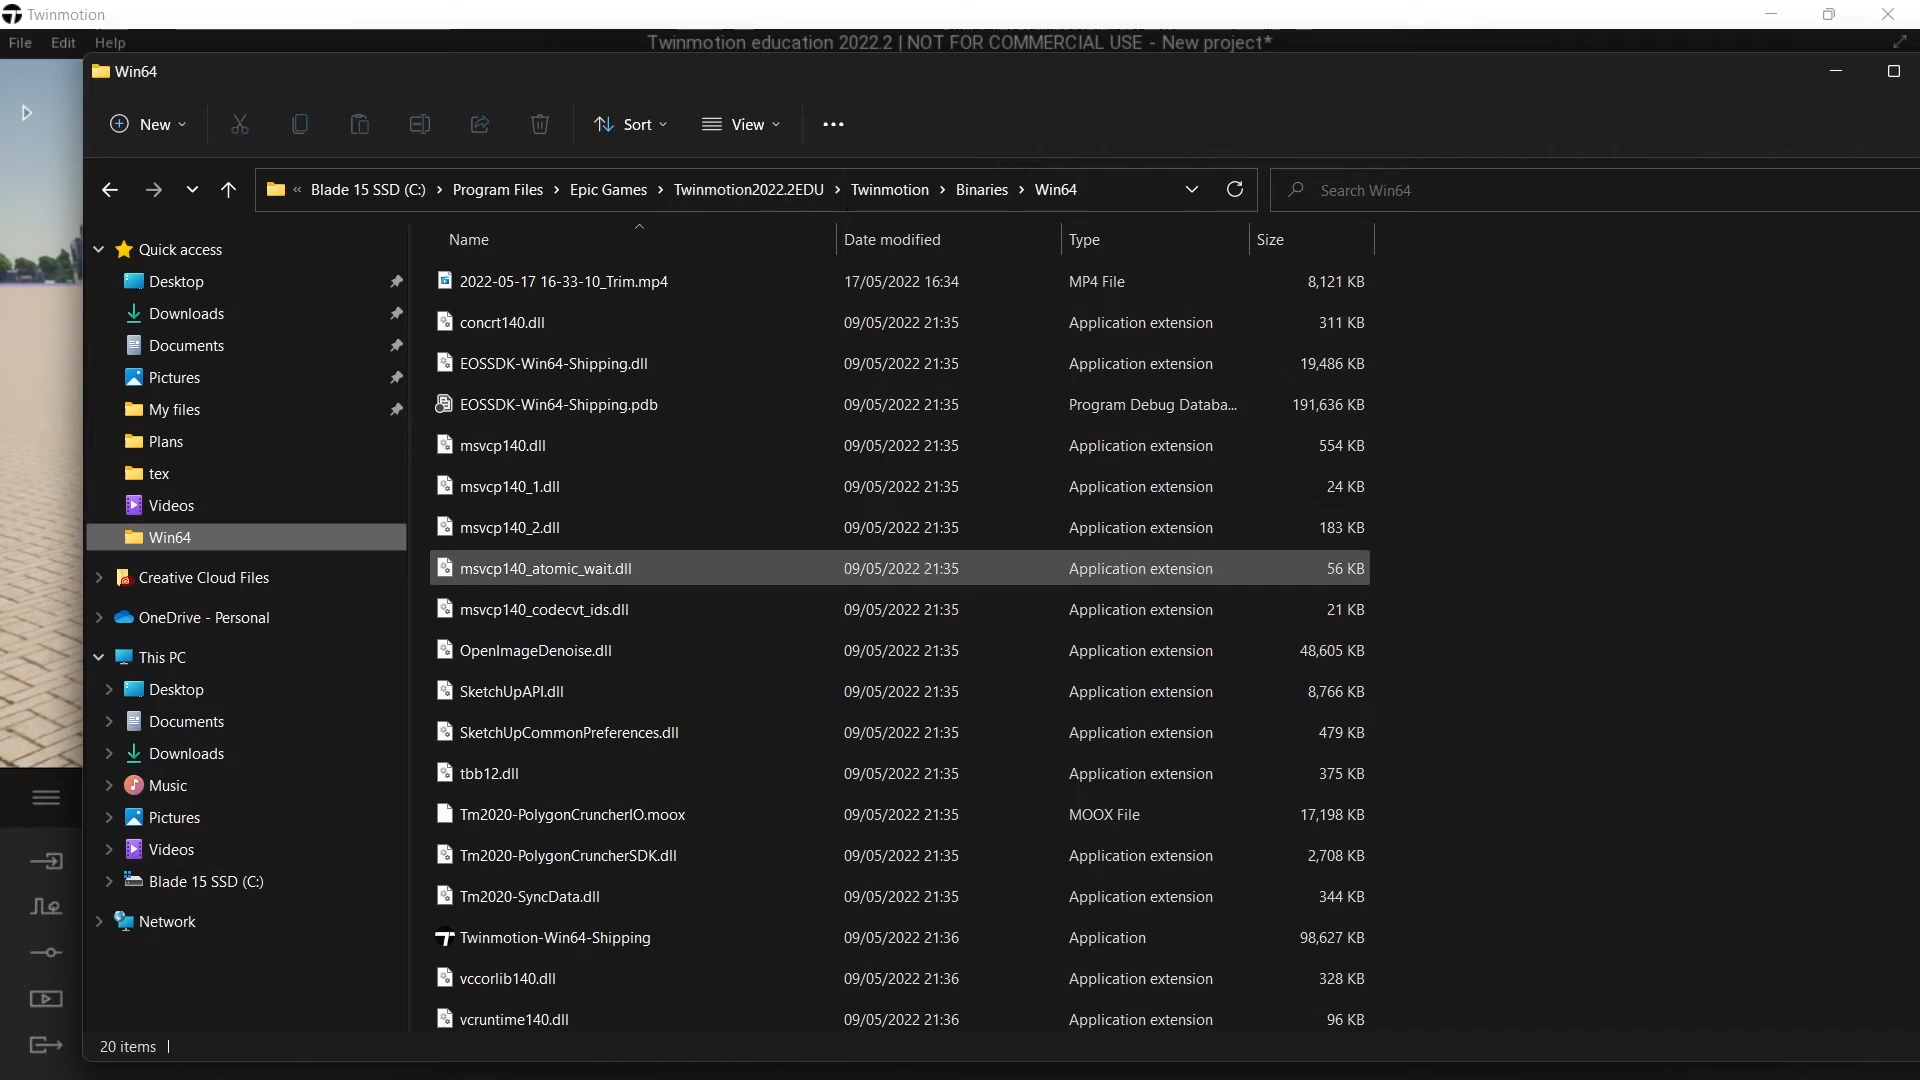 Twinmotion
File Edit Help
Twinmotion education 2022.2 | NOT FOR COMMERCIAL USE - New project*
Win64
New Sort View
« Blade 15 SSD (C:) › Program Files › Epic Games › Twinmotion2022.2EDU › Twinmotion › Binaries › Win64
Search Win64
Quick access
Desktop
Downloads
Documents
Pictures
My files
Plans
tex
Videos
Win64
Creative Cloud Files
OneDrive - Personal
This PC
Desktop
Documents
Downloads
Music
Pictures
Videos
Blade 15 SSD (C:)
Network
Name Date modified Type Size
2022-05-17 16-33-10_Trim.mp4 17/05/2022 16:34 MP4 File 8,121 KB
concrt140.dll 09/05/2022 21:35 Application extension 311 KB
EOSSDK-Win64-Shipping.dll 09/05/2022 21:35 Application extension 19,486 KB
EOSSDK-Win64-Shipping.pdb 09/05/2022 21:35 Program Debug Databa... 191,636 KB
msvcp140.dll 09/05/2022 21:35 Application extension 554 KB
msvcp140_1.dll 09/05/2022 21:35 Application extension 24 KB
msvcp140_2.dll 09/05/2022 21:35 Application extension 183 KB
msvcp140_atomic_wait.dll 09/05/2022 21:35 Application extension 56 KB
msvcp140_codecvt_ids.dll 09/05/2022 21:35 Application extension 21 KB
OpenImageDenoise.dll 09/05/2022 21:35 Application extension 48,605 KB
SketchUpAPI.dll 09/05/2022 21:35 Application extension 8,766 KB
SketchUpCommonPreferences.dll 09/05/2022 21:35 Application extension 479 KB
tbb12.dll 09/05/2022 21:35 Application extension 375 KB
Tm2020-PolygonCruncherIO.moox 09/05/2022 21:35 MOOX File 17,198 KB
Tm2020-PolygonCruncherSDK.dll 09/05/2022 21:35 Application extension 2,708 KB
Tm2020-SyncData.dll 09/05/2022 21:35 Application extension 344 KB
Twinmotion-Win64-Shipping 09/05/2022 21:36 Application 98,627 KB
vccorlib140.dll 09/05/2022 21:36 Application extension 328 KB
vcruntime140.dll 09/05/2022 21:36 Application extension 96 KB
20 items